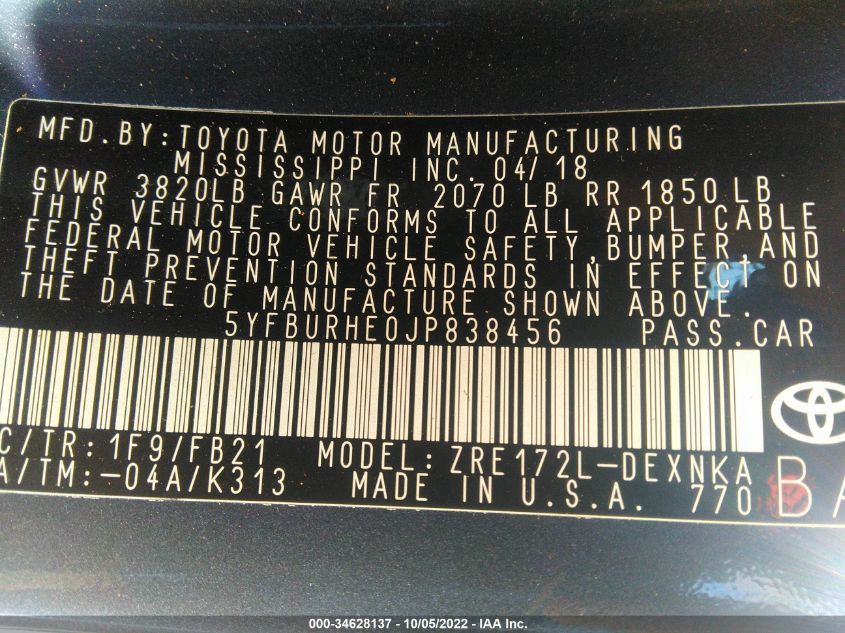 MFD.BY:TOYOTA MOTOR MANUFACTURING
MISSISSIPPI INC. 04/18
GVWR 3820LB GAWR FR 2070 LB RR 1850 LB
THIS VEHICLE CONFORMS TO ALL APPLICABLE
FEDERAL MOTOR VEHICLE SAFETY,BUMPER,AND
THEFT PREVENTION STANDARDS IN EFFECT ON
THE DATE OF MANUFACTURE SHOWN ABOVE.
5YFBURHE0JP838456 PASS.CAR
C/TR: 1F9/FB21 MODEL: ZRE172L-DEXNKA
A/TM:-04A/K313 MADE IN U.S.A. 770 BA
000-34628137 - 10/05/2022 - IAA Inc.